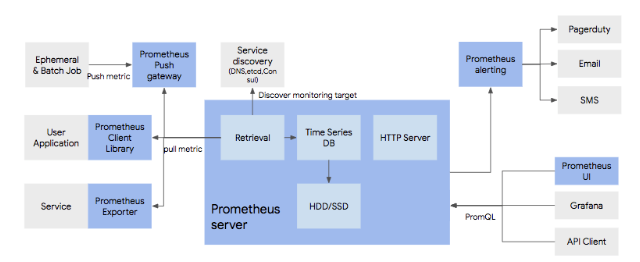 Ephemeral
& Batch Job
Push metric
Prometheus
Push
gateway
Service
discovery
(DNS,etcd,Con
sul)
Discover monitoring target
Prometheus
alerting
Pagerduty
Email
SMS
User
Application
Prometheus
Client
Library
pull metric
Retrieval
Time Series
DB
HTTP Server
Service
Prometheus
Exporter
Prometheus
server
HDD/SSD
PromQL
Prometheus
UI
Grafana
API Client